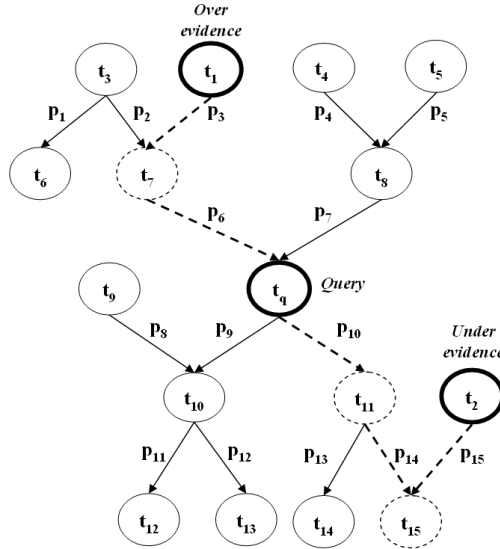 Over
evidence
t3
t1
t4
t5
p1
p2
p3
p4
p5
t6
t7
t8
p6
p7
t9
tq
Query
p8
p9
p10
Under
evidence
t10
t11
t2
p11
p12
p13
p14
p15
t12
t13
t14
t15